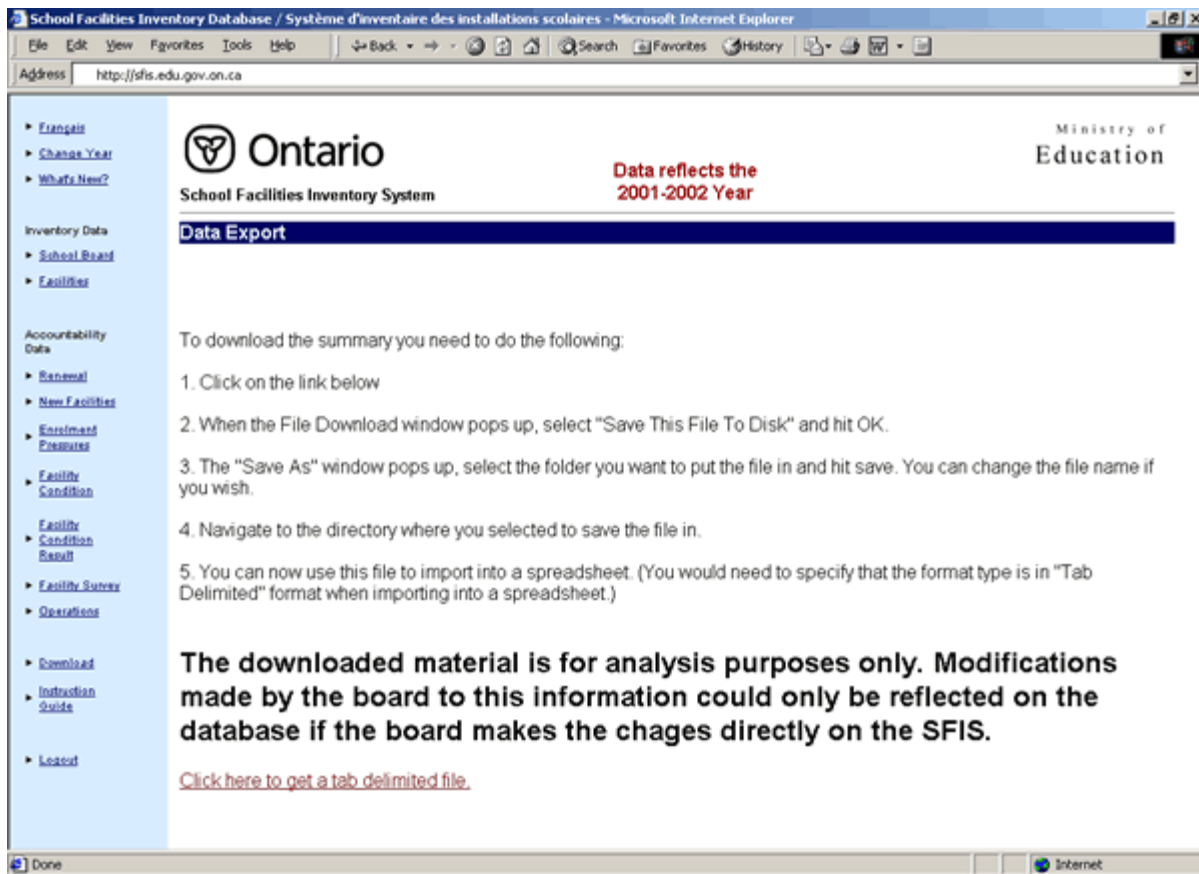 School Facilities Inventory Database / Système d'inventaire des installations scolaires - Microsoft Internet Explorer
File Edit View Favorites Tools Help Back Search Favorites History
Address http://sfis.edu.gov.on.ca
Français
Change Year
What's New?
Inventory Data
School Board
Facilities
Accountability
Data
Renewal
New Facilities
Enrolment
Pressures
Facility
Condition
Facility
Condition
Result
Facility Survey
Operations
Download
Instruction
Guide
Logout
Ontario
School Facilities Inventory System
Data reflects the
2001-2002 Year
Ministry of
Education
Data Export
To download the summary you need to do the following:
1. Click on the link below
2. When the File Download window pops up, select "Save This File To Disk" and hit OK.
3. The "Save As" window pops up, select the folder you want to put the file in and hit save. You can change the file name if
you wish.
4. Navigate to the directory where you selected to save the file in.
5. You can now use this file to import into a spreadsheet. (You would need to specify that the format type is in "Tab
Delimited" format when importing into a spreadsheet.)
The downloaded material is for analysis purposes only. Modifications
made by the board to this information could only be reflected on the
database if the board makes the chages directly on the SFIS.
Click here to get a tab delimited file.
Done
Internet